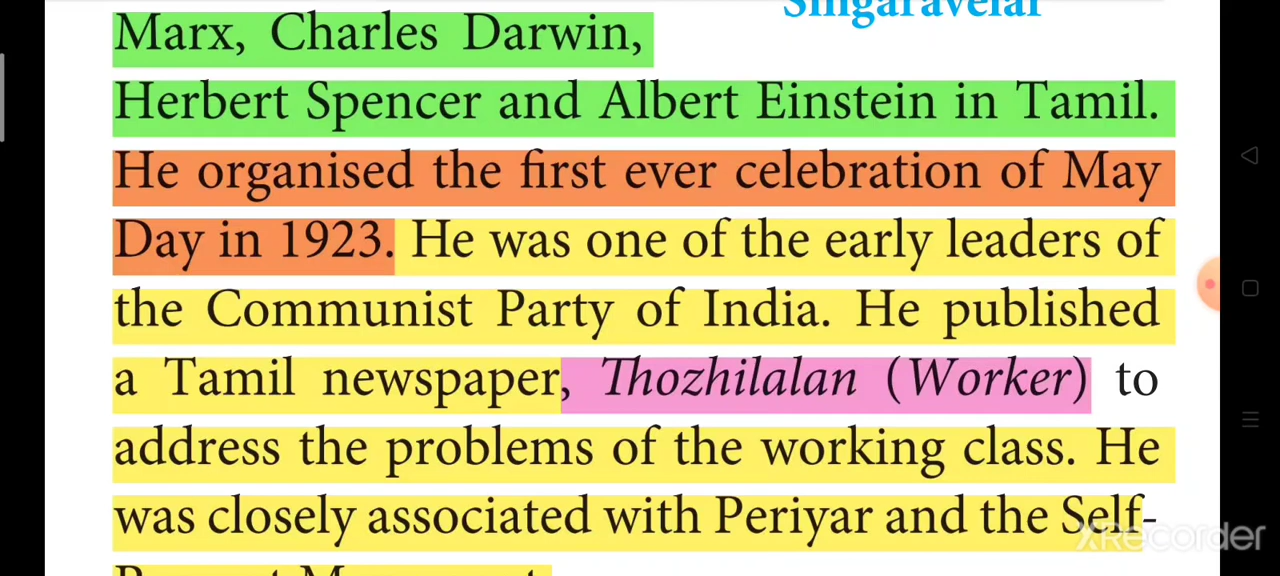 Singaravelar
Marx, Charles Darwin,
Herbert Spencer and Albert Einstein in Tamil.
He organised the first ever celebration of May
Day in 1923. He was one of the early leaders of
the Communist Party of India. He published
a Tamil newspaper, Thozhilalan (Worker) to
address the problems of the working class. He
was closely associated with Periyar and the Self-
XRecorder